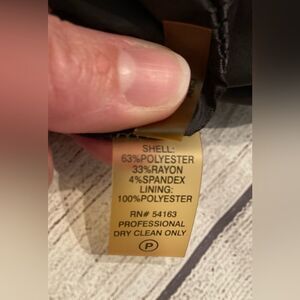 SHELL:
63%POLYESTER
33%RAYON
4%SPANDEX
LINING:
100%POLYESTER
RN# 54163
PROFESSIONAL
DRY CLEAN ONLY
P